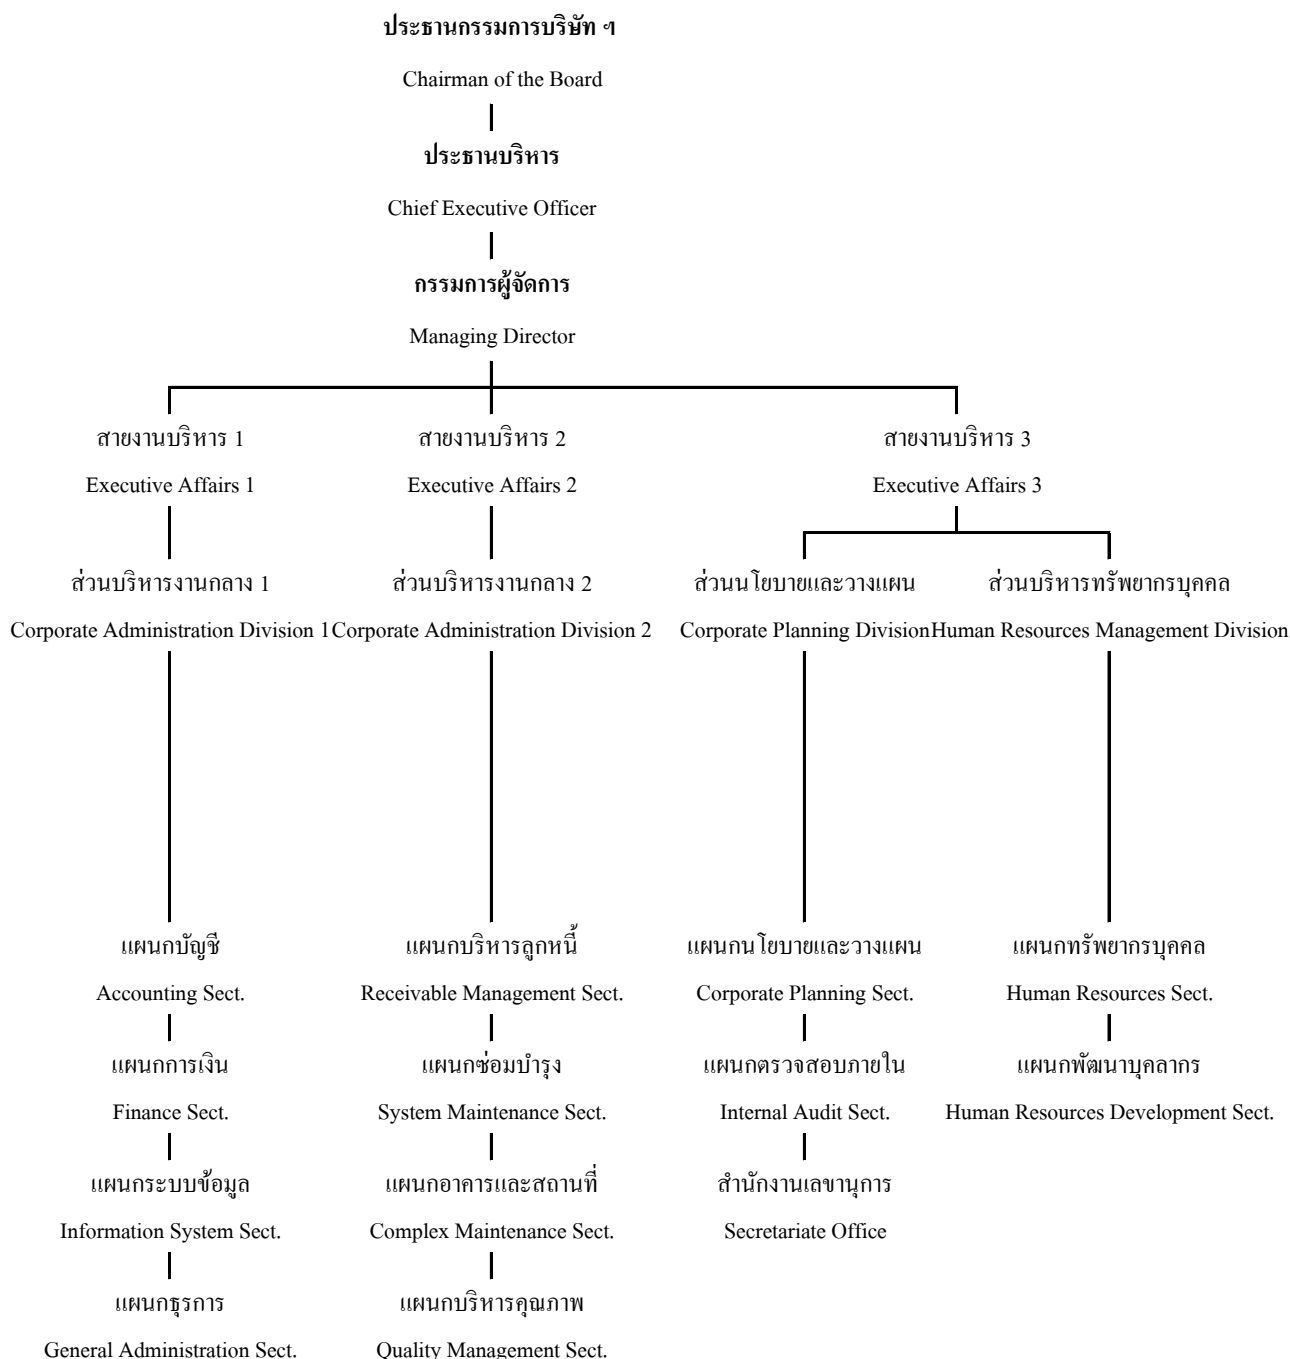 ประธานกรรมการบริษัท ฯ
Chairman of the Board
ประธานบริหาร
Chief Executive Officer
กรรมการผู้จัดการ
Managing Director
สายงานบริหาร 1
Executive Affairs 1
สายงานบริหาร 2
Executive Affairs 2
สายงานบริหาร 3
Executive Affairs 3
ส่วนบริหารงานกลาง 1
Corporate Administration Division 1
ส่วนบริหารงานกลาง 2
Corporate Administration Division 2
ส่วนนโยบายและวางแผน
Corporate Planning Division
ส่วนบริหารทรัพยากรบุคคล
Human Resources Management Division
แผนกบัญชี
Accounting Sect.
แผนกการเงิน
Finance Sect.
แผนกระบบข้อมูล
Information System Sect.
แผนกธุรการ
General Administration Sect.
แผนกบริหารลูกหนี้
Receivable Management Sect.
แผนกซ่อมบำรุง
System Maintenance Sect.
แผนกอาคารและสถานที่
Complex Maintenance Sect.
แผนกบริหารคุณภาพ
Quality Management Sect.
แผนกนโยบายและวางแผน
Corporate Planning Sect.
แผนกตรวจสอบภายใน
Internal Audit Sect.
สำนักงานเลขานุการ
Secretariate Office
แผนกทรัพยากรบุคคล
Human Resources Sect.
แผนกพัฒนาบุคลากร
Human Resources Development Sect.